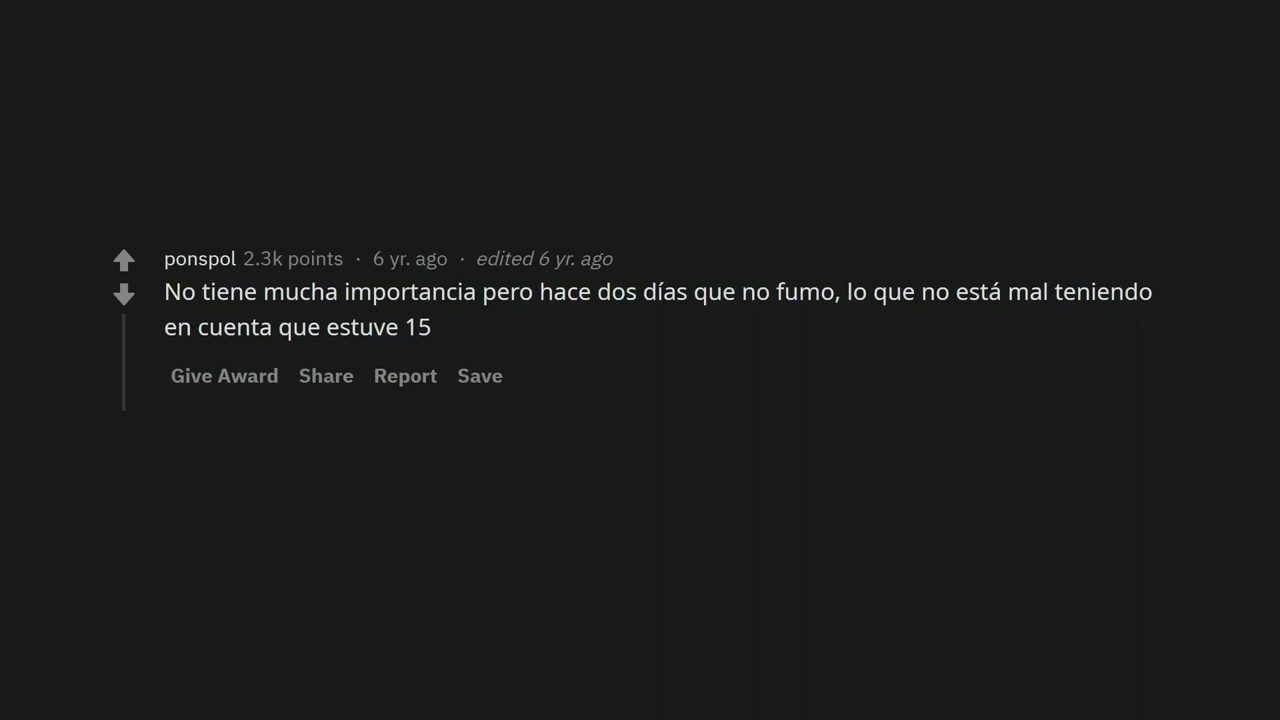 ponspol 2.3k points · 6 yr. ago · edited 6 yr. ago
No tiene mucha importancia pero hace dos días que no fumo, lo que no está mal teniendo
en cuenta que estuve 15
Give Award Share Report Save